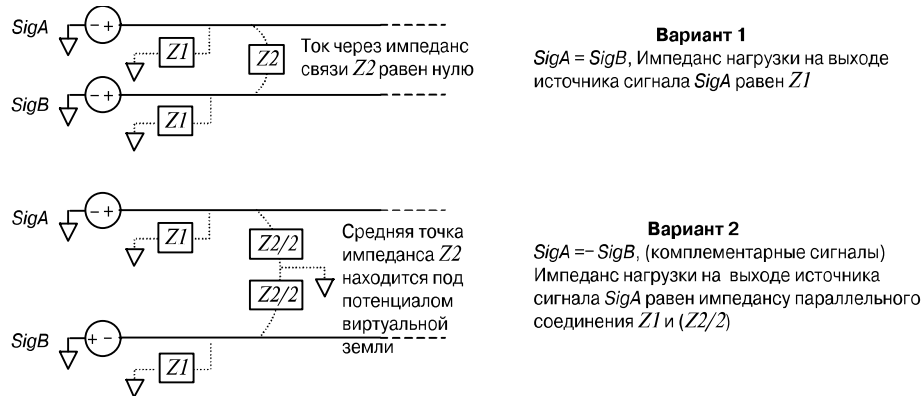 SigA
- +
Z1
Z2
Ток через импеданс
связи Z2 равен нулю
SigB
- +
Z1
Вариант 1
SigA = SigB, Импеданс нагрузки на выходе
источника сигнала SigA равен Z1
SigA
- +
Z1
Z2/2
Z2/2
Средняя точка
импеданса Z2
находится под
потенциалом
виртуальной
земли
SigB
+ -
Z1
Вариант 2
SigA =- SigB, (комплементарные сигналы)
Импеданс нагрузки на выходе источника
сигнала SigA равен импедансу параллельного
соединения Z1 и (Z2/2)